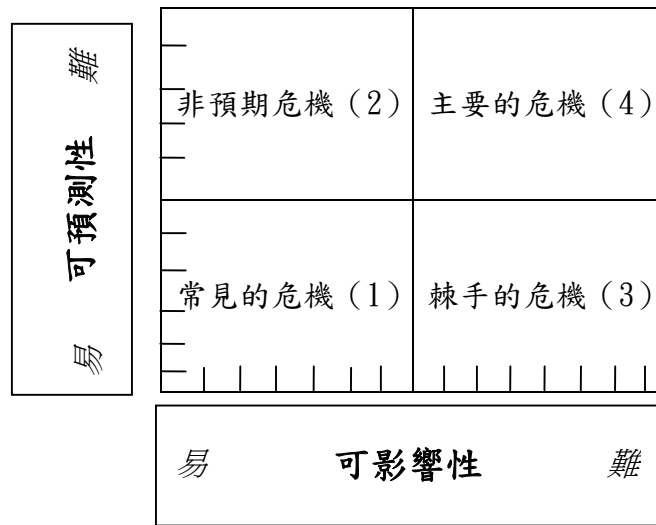 難
可預測性
易
非預期危機（2）
主要的危機（4）
常見的危機（1）
棘手的危機（3）
易
可影響性
難